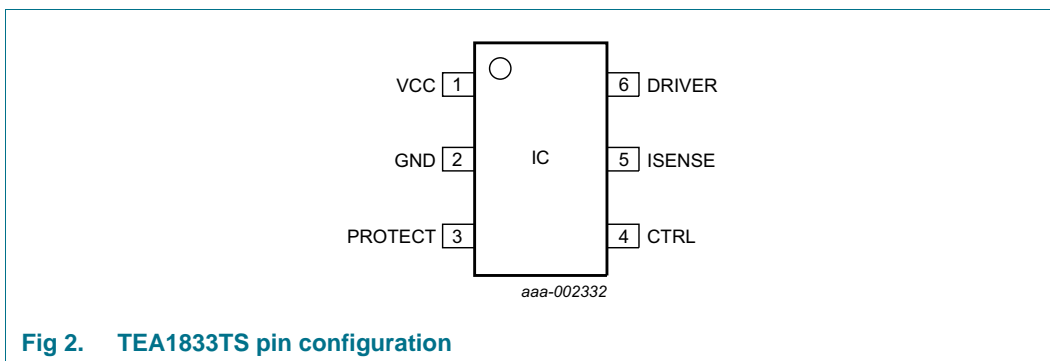 VCC 1 6 DRIVER
GND 2 IC 5 ISENSE
PROTECT 3 4 CTRL
aaa-002332
Fig 2. TEA1833TS pin configuration